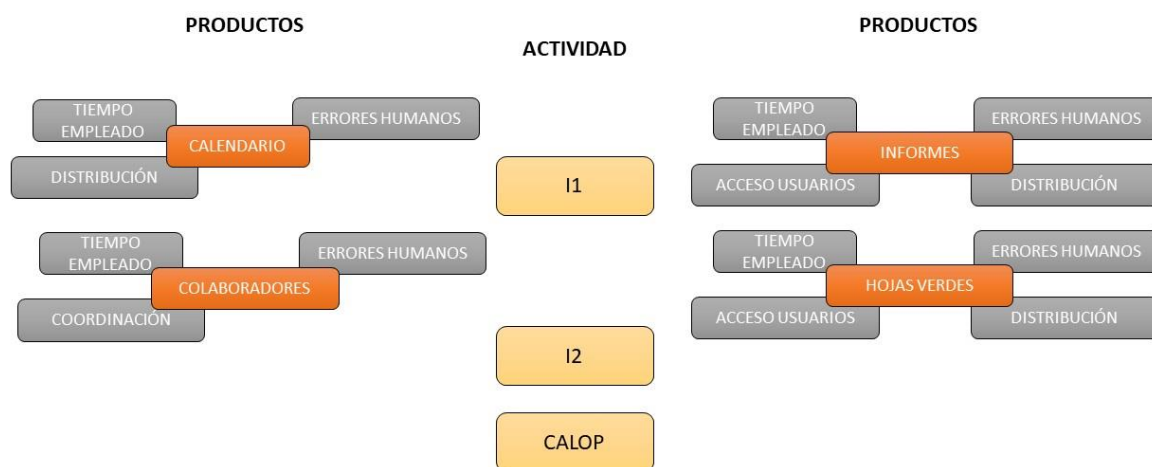 PRODUCTOS
TIEMPO
EMPLEADO
ERRORES HUMANOS
CALENDARIO
DISTRIBUCIÓN
TIEMPO
EMPLEADO
ERRORES HUMANOS
COLABORADORES
COORDINACIÓN
ACTIVIDAD
I1
I2
CALOP
PRODUCTOS
TIEMPO
EMPLEADO
ERRORES HUMANOS
INFORMES
ACCESO USUARIOS
DISTRIBUCIÓN
TIEMPO
EMPLEADO
ERRORES HUMANOS
HOJAS VERDES
ACCESO USUARIOS
DISTRIBUCIÓN